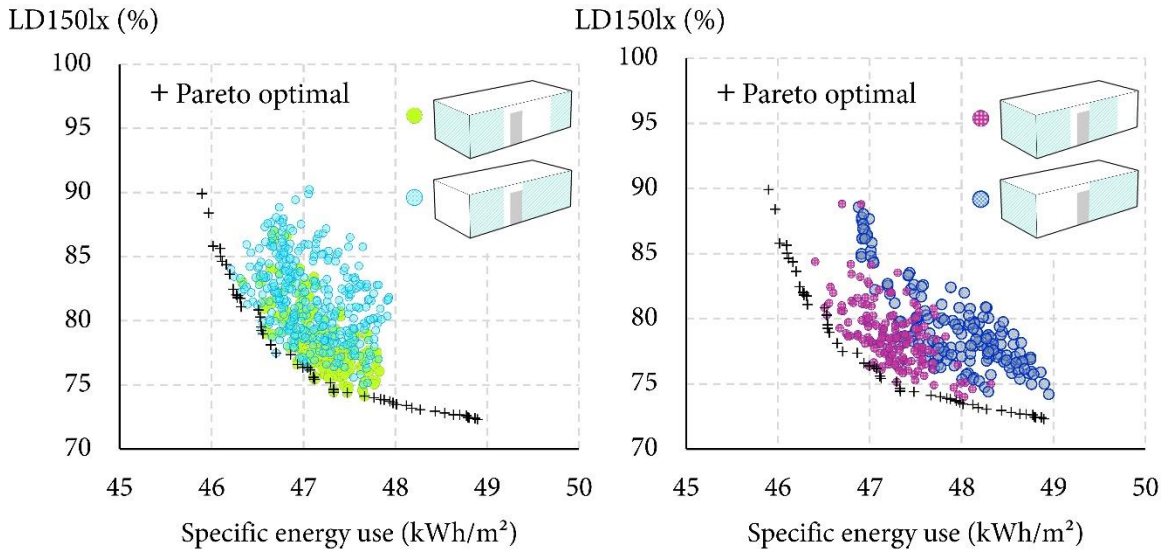 LD150lx (%)
100
95
90
85
80
75
70
+ Pareto optimal
45 46 47 48 49 50
Specific energy use (kWh/m²)
LD150lx (%)
100
95
90
85
80
75
70
+ Pareto optimal
45 46 47 48 49 50
Specific energy use (kWh/m²)